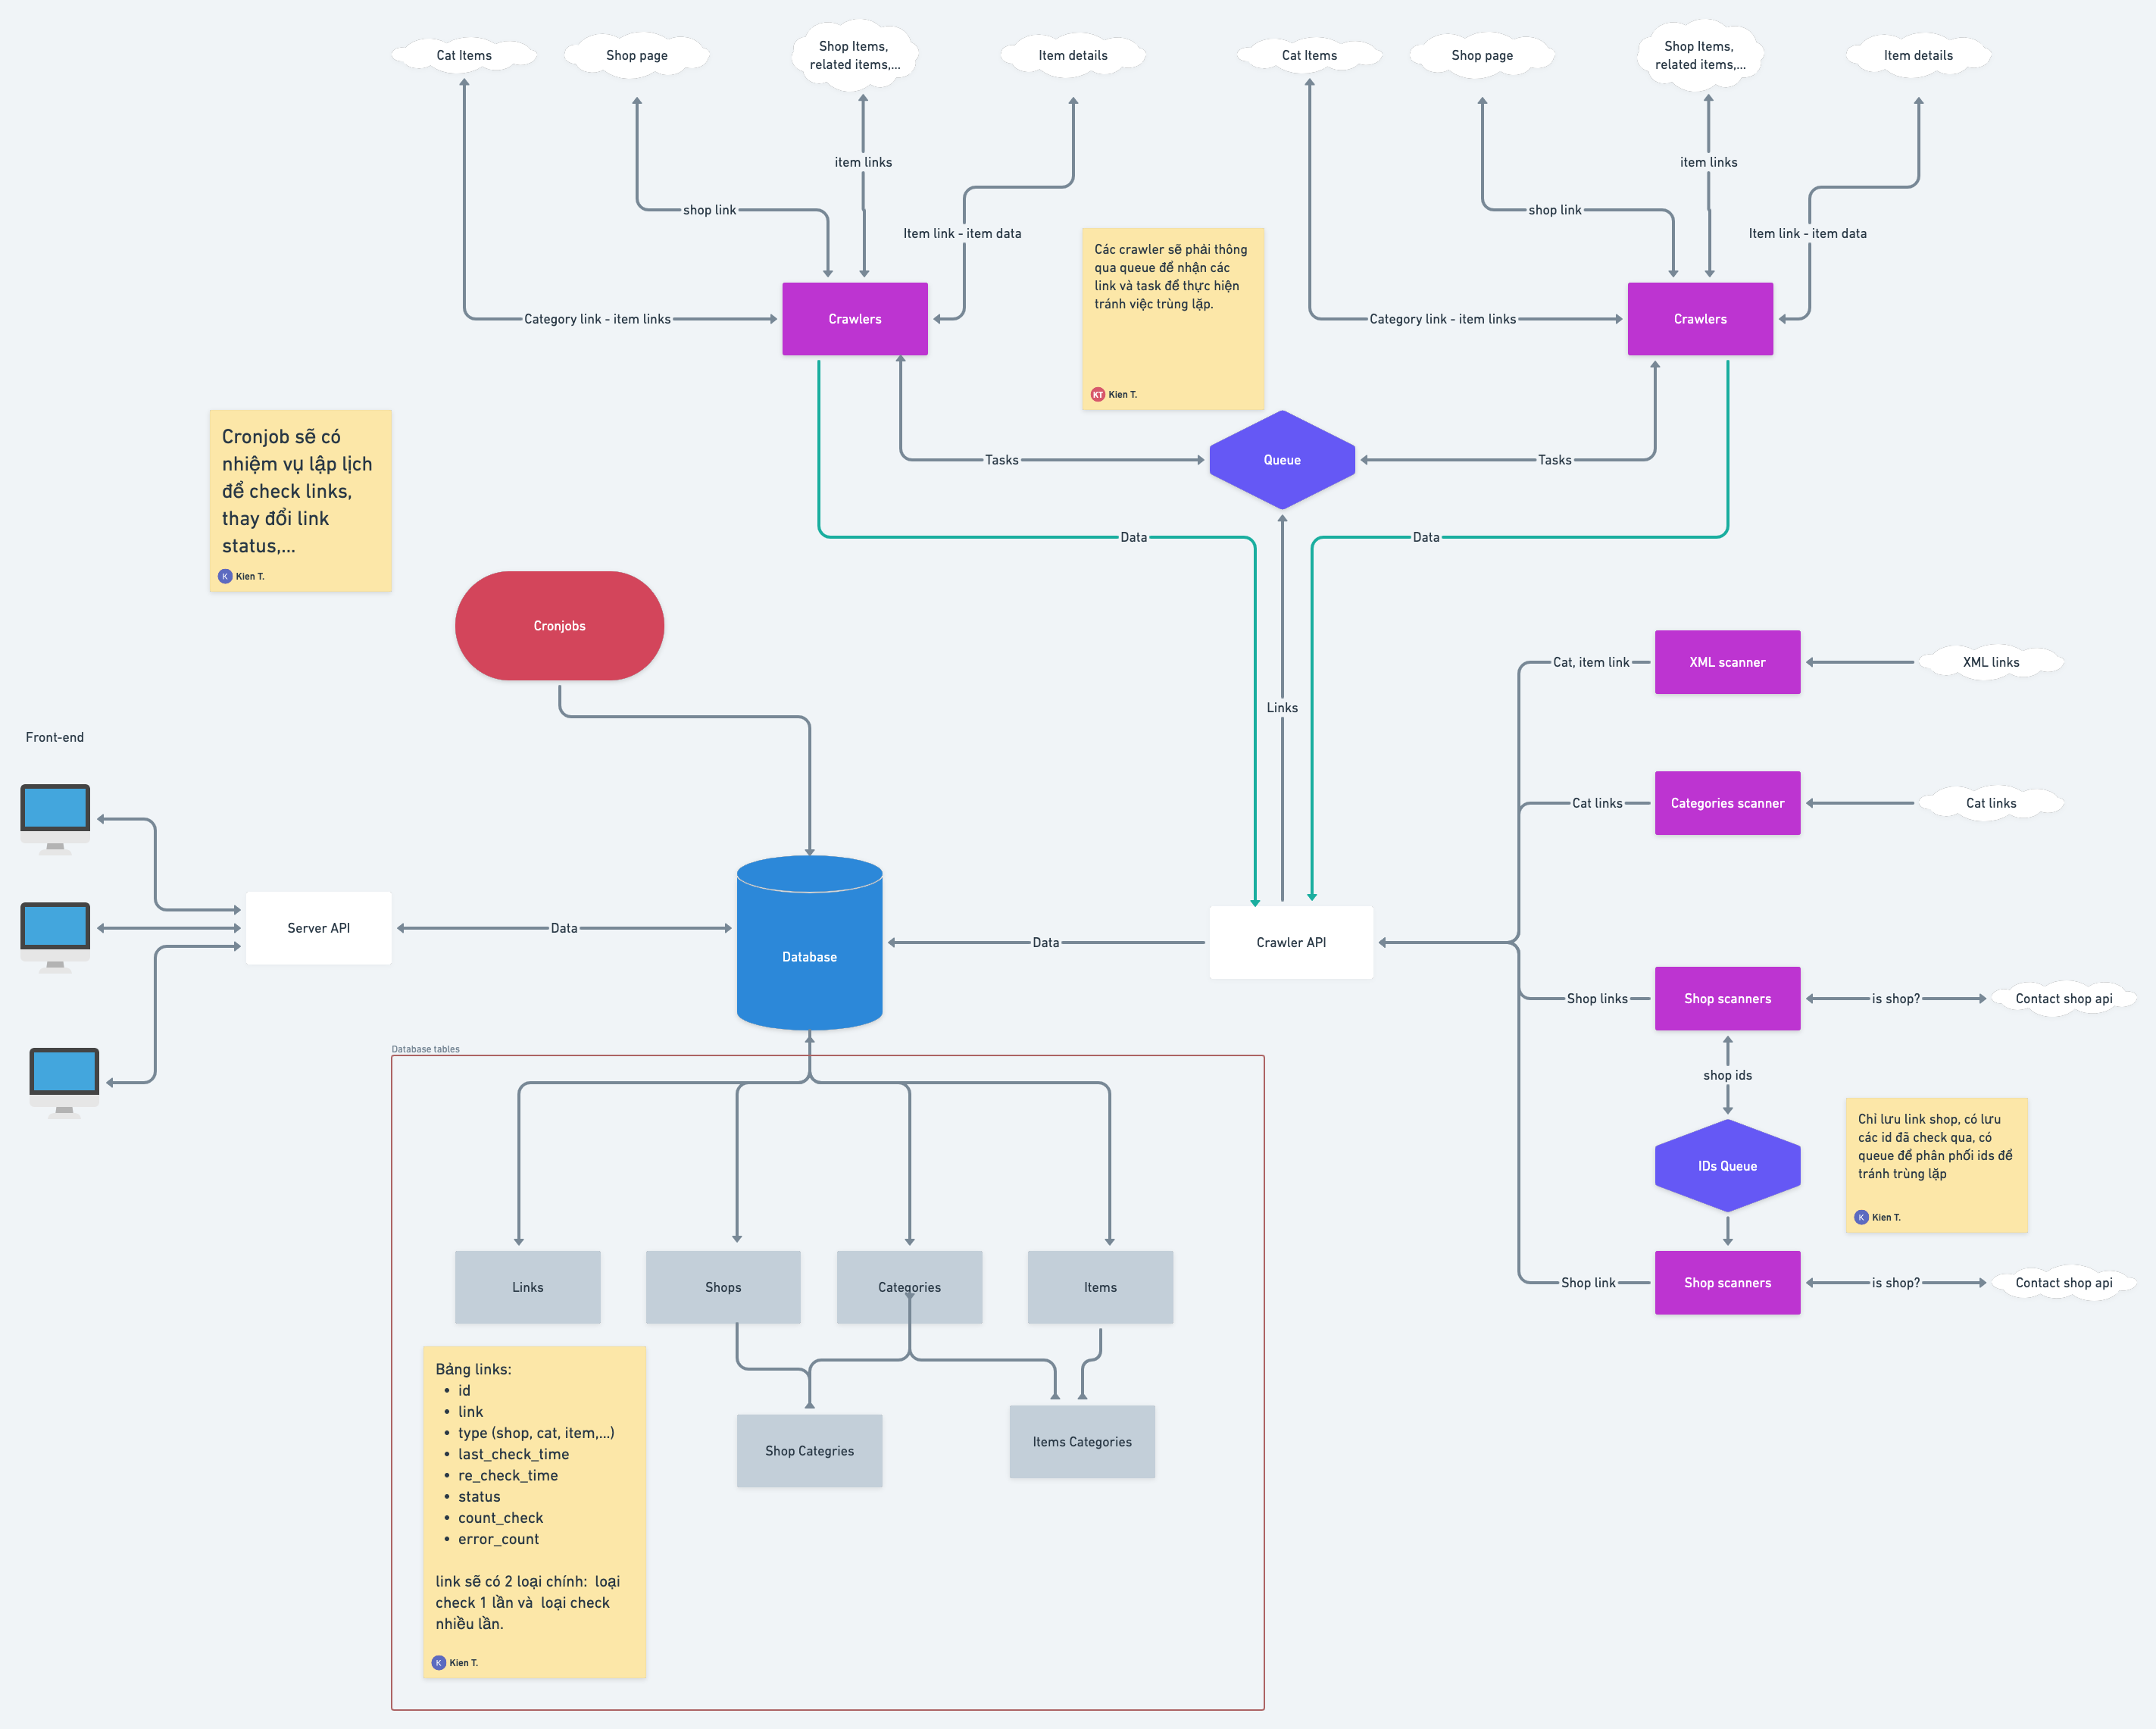 Cat Items
Shop page
Shop Items,
related items,...
Item details
Cat Items
Shop page
Shop Items,
related items,...
Item details
item links
item links
shop link
shop link
Item link - item data
Item link - item data
Các crawler sẽ phải thông
qua queue để nhận các
link và task để thực hiện
tránh việc trùng lặp.
KT Kien T.
Category link - item links
Crawlers
Category link - item links
Crawlers
Cronjob sẽ có
nhiệm vụ lập lịch
để check links,
thay đổi link
status,...
K Kien T.
Tasks
Queue
Tasks
Data
Data
Cronjobs
Cat, item link
XML scanner
XML links
Links
Front-end
Cat links
Categories scanner
Cat links
Server API
Data
Database
Data
Crawler API
Shop links
Shop scanners
is shop?
Contact shop api
shop ids
Database tables
Chỉ lưu link shop, có lưu
các id đã check qua, có
queue để phân phối ids để
tránh trùng lặp
K Kien T.
IDs Queue
Shop link
Shop scanners
is shop?
Contact shop api
Links
Shops
Categories
Items
Bảng links:
• id
• link
• type (shop, cat, item,...)
• last_check_time
• re_check_time
• status
• count_check
• error_count
link sẽ có 2 loại chính: loại
check 1 lần và loại check
nhiều lần.
K Kien T.
Shop Categries
Items Categories